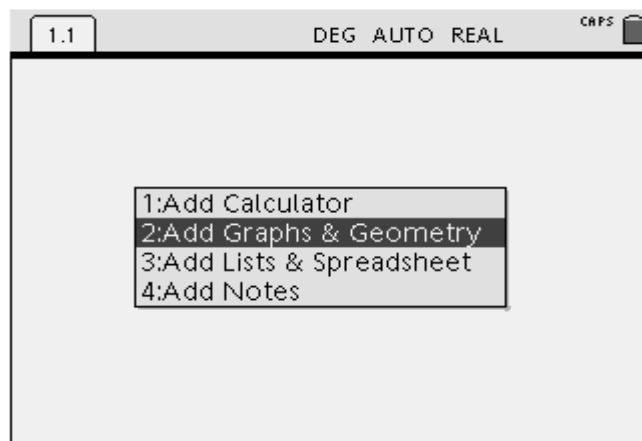 1.1 DEG AUTO REAL CAPS
1:Add Calculator
2:Add Graphs & Geometry
3:Add Lists & Spreadsheet
4:Add Notes